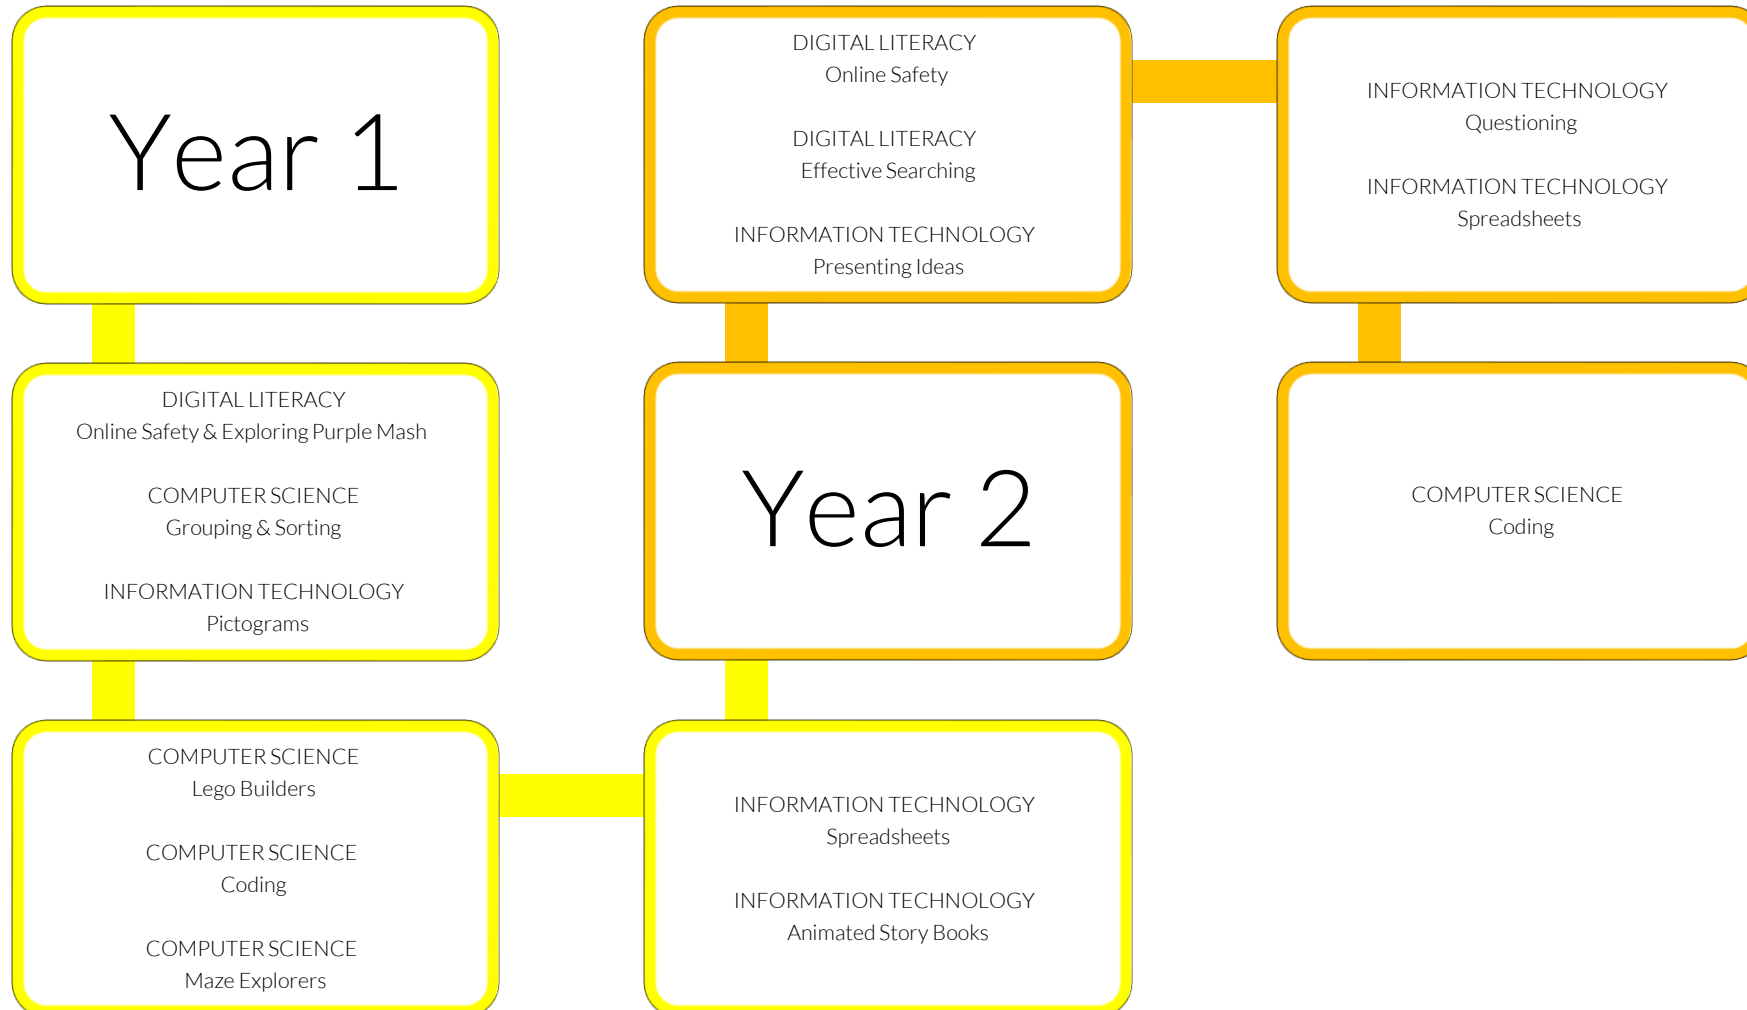 Year 1
DIGITAL LITERACY
Online Safety & Exploring Purple Mash
COMPUTER SCIENCE
Grouping & Sorting
INFORMATION TECHNOLOGY
Pictograms
COMPUTER SCIENCE
Lego Builders
COMPUTER SCIENCE
Coding
COMPUTER SCIENCE
Maze Explorers
INFORMATION TECHNOLOGY
Spreadsheets
INFORMATION TECHNOLOGY
Animated Story Books
Year 2
DIGITAL LITERACY
Online Safety
DIGITAL LITERACY
Effective Searching
INFORMATION TECHNOLOGY
Presenting Ideas
INFORMATION TECHNOLOGY
Questioning
INFORMATION TECHNOLOGY
Spreadsheets
COMPUTER SCIENCE
Coding